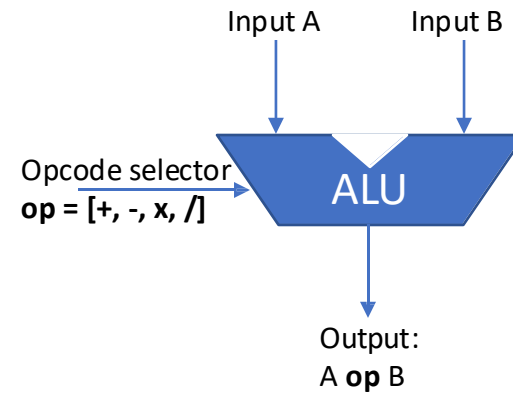 Input A
Input B
Opcode selector
op = [+, -, x, /]
ALU
Output:
A op B